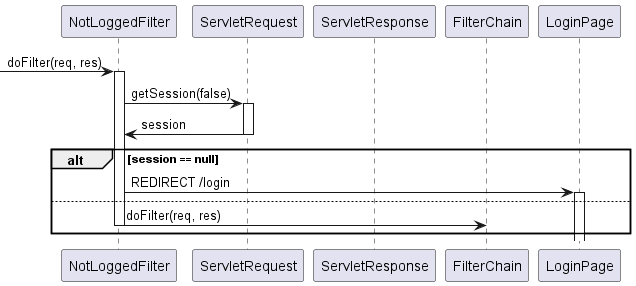 NotLoggedFilter ServletRequest ServletResponse FilterChain LoginPage
doFilter(req, res)
getSession(false)
session
alt [session == null]
REDIRECT /login
doFilter(req, res)
NotLoggedFilter ServletRequest ServletResponse FilterChain LoginPage